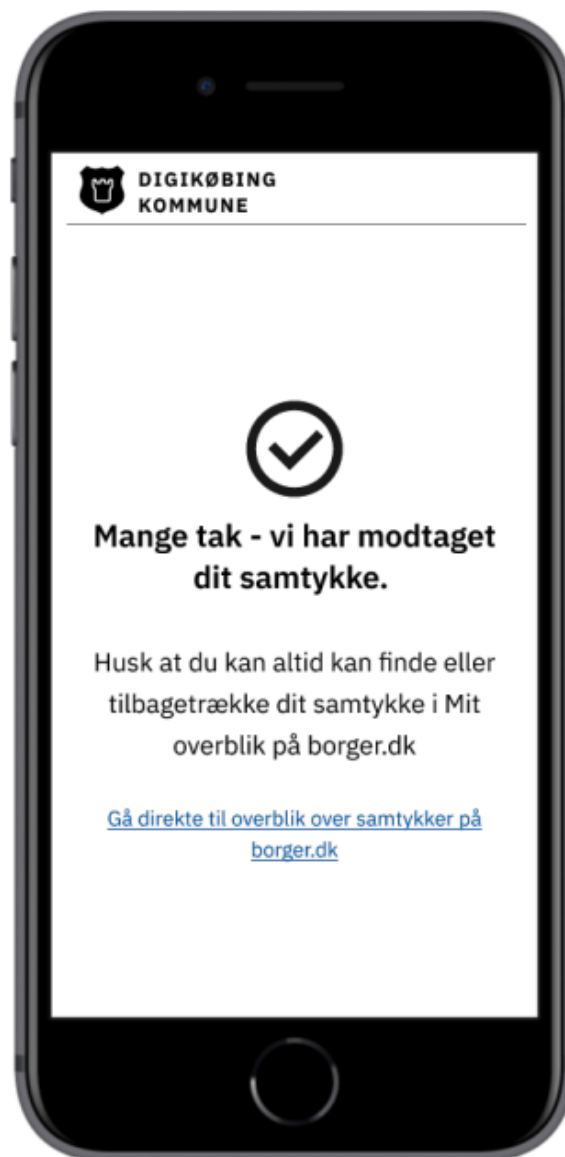 DIGIKØBING
KOMMUNE
Mange tak - vi har modtaget
dit samtykke.
Husk at du kan altid kan finde eller
tilbagetrække dit samtykke i Mit
overblik på borger.dk
Gå direkte til overblik over samtykker på
borger.dk